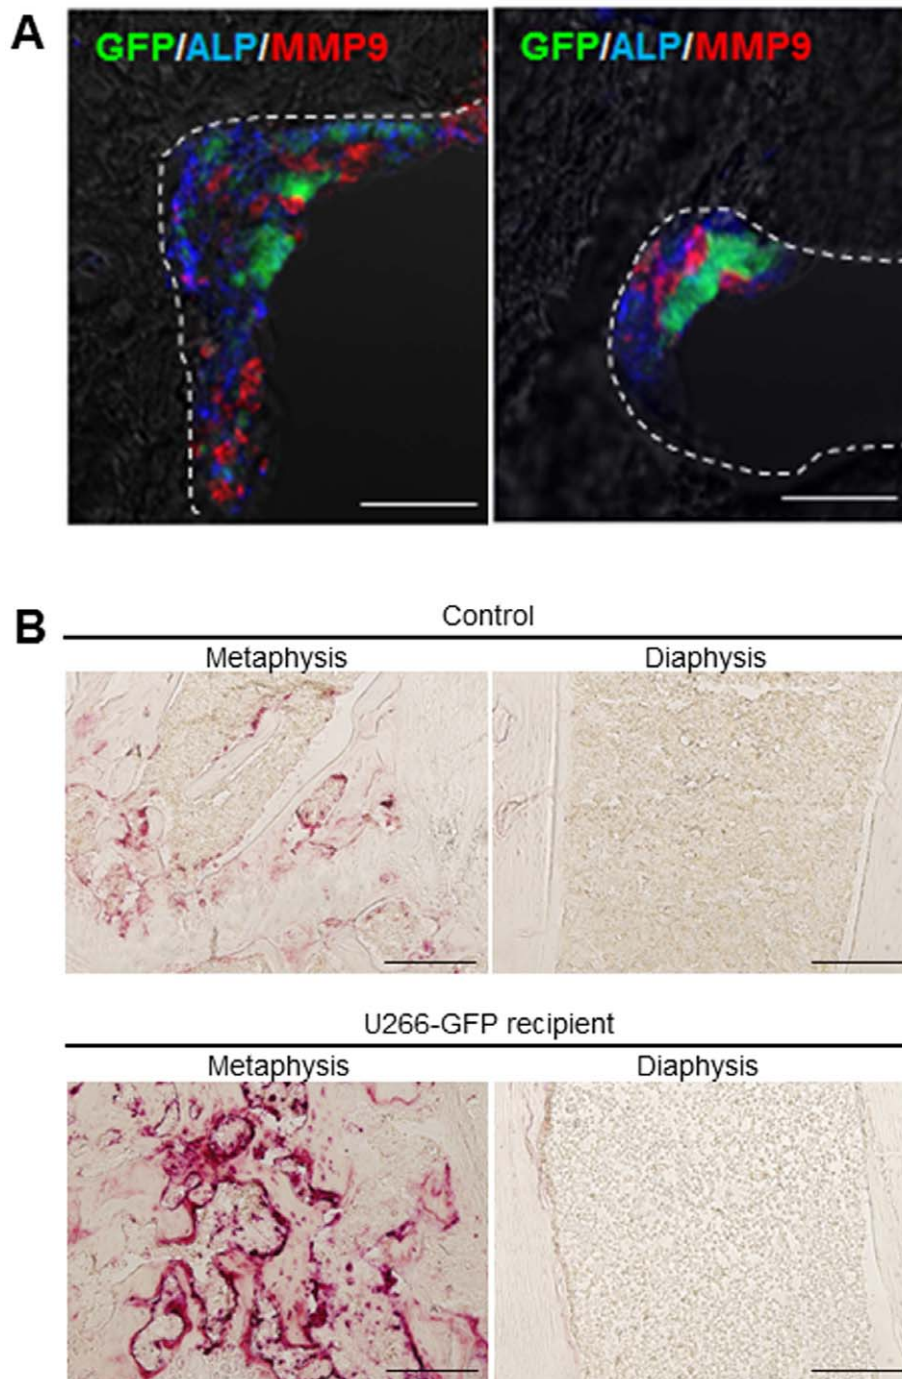 A
GFP/ALP/MMP9
GFP/ALP/MMP9
B
Control
Metaphysis
Diaphysis
U266-GFP recipient
Metaphysis
Diaphysis